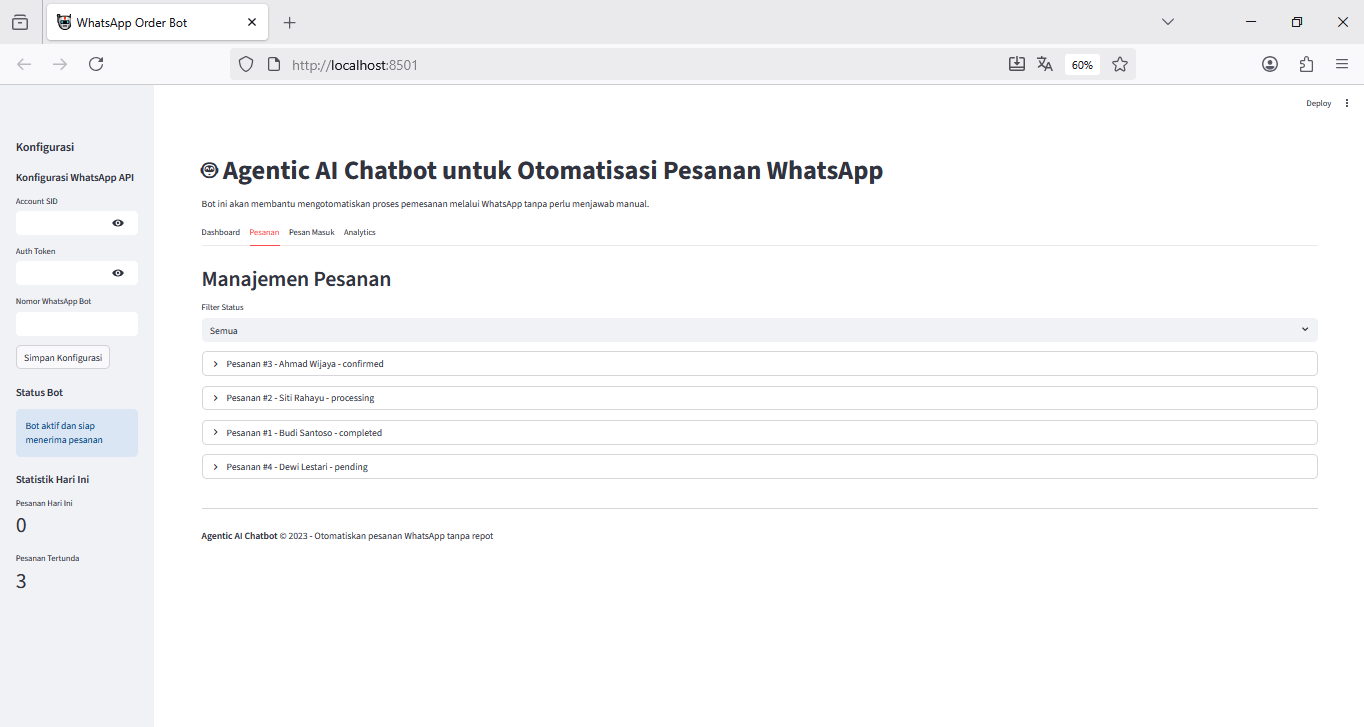 WhatsApp Order Bot
http://localhost:8501
60%
Deploy
Konfigurasi
Konfigurasi WhatsApp API
Account SID
Auth Token
Nomor WhatsApp Bot
Simpan Konfigurasi
Status Bot
Bot aktif dan siap
menerima pesanan
Statistik Hari Ini
Pesanan Hari Ini
0
Pesanan Tertunda
3
Agentic AI Chatbot untuk Otomatisasi Pesanan WhatsApp
Bot ini akan membantu mengotomatiskan proses pemesanan melalui WhatsApp tanpa perlu menjawab manual.
Dashboard Pesanan Pesan Masuk Analytics
Manajemen Pesanan
Filter Status
Semua
Pesanan #3 - Ahmad Wijaya - confirmed
Pesanan #2 - Siti Rahayu - processing
Pesanan #1 - Budi Santoso - completed
Pesanan #4 - Dewi Lestari - pending
Agentic AI Chatbot © 2023 - Otomatiskan pesanan WhatsApp tanpa repot